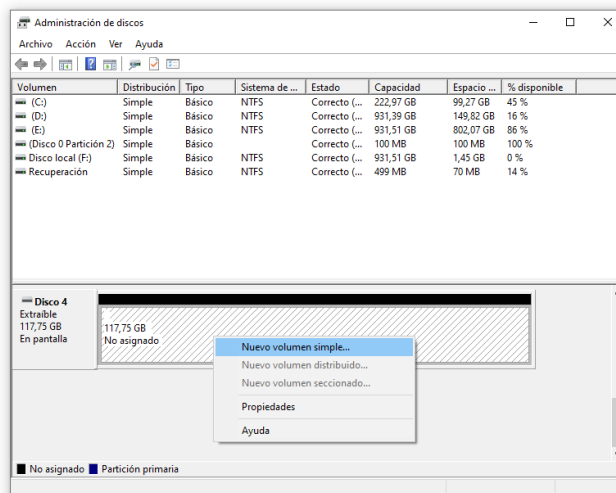 Administración de discos
Archivo Acción Ver Ayuda
Volumen Distribución Tipo Sistema de ... Estado Capacidad Espacio ... % disponible
(C:) Simple Básico NTFS Correcto (... 222,97 GB 99,27 GB 45 %
(D:) Simple Básico NTFS Correcto (... 931,39 GB 149,82 GB 16 %
(E:) Simple Básico NTFS Correcto (... 931,51 GB 802,07 GB 86 %
(Disco 0 Partición 2) Simple Básico Correcto (... 100 MB 100 MB 100 %
Disco local (F:) Simple Básico NTFS Correcto (... 931,51 GB 1,45 GB 0 %
Recuperación Simple Básico NTFS Correcto (... 499 MB 70 MB 14 %
Disco 4
Extraíble
117,75 GB
En pantalla
117,75 GB
No asignado
Nuevo volumen simple...
Nuevo volumen distribuido...
Nuevo volumen seccionado...
Propiedades
Ayuda
No asignado Partición primaria